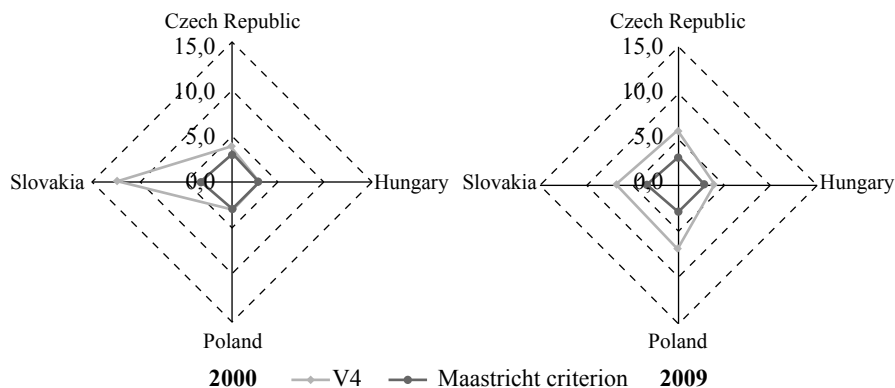 Czech Republic
15,0
10,0
5,0
0,0
Slovakia
Hungary
Poland
Czech Republic
15,0
10,0
5,0
0,0
Slovakia
Hungary
Poland
2000 V4 Maastricht criterion 2009